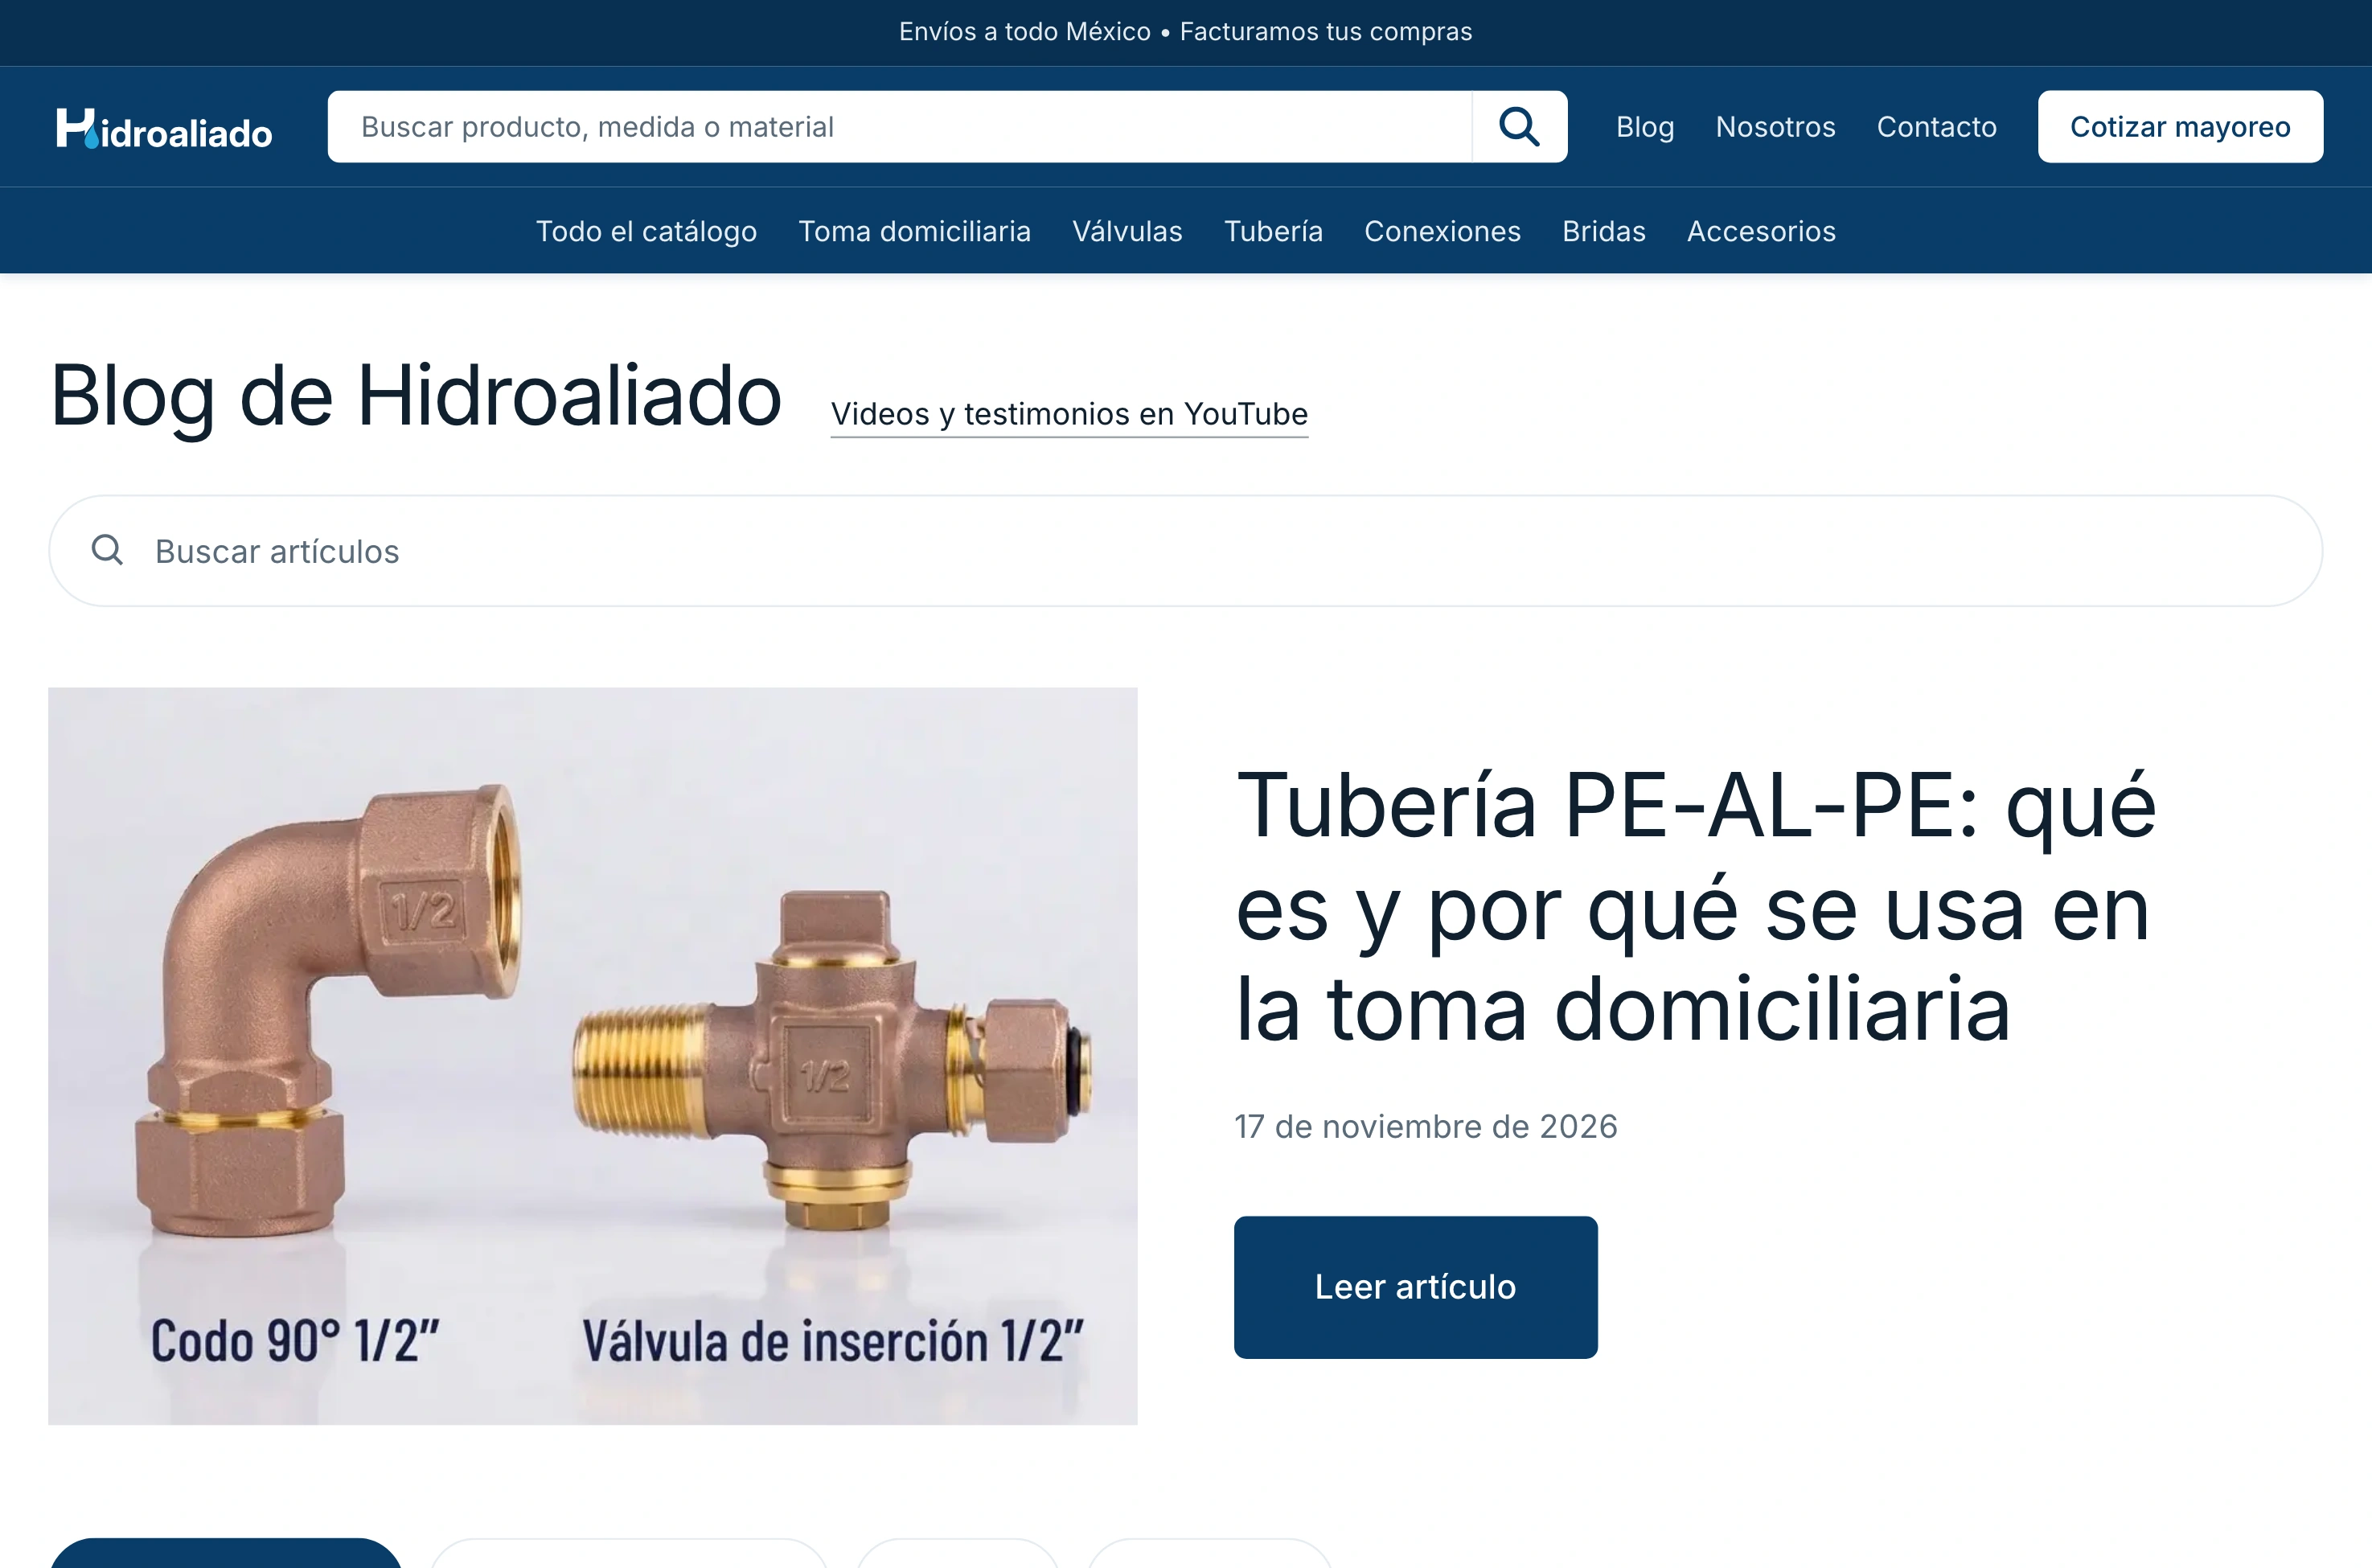 Envíos a todo México • Facturamos tus compras
Hidroaliado
Buscar producto, medida o material
Blog
Nosotros
Contacto
Cotizar mayoreo
Todo el catálogo
Toma domiciliaria
Válvulas
Tubería
Conexiones
Bridas
Accesorios
Blog de Hidroaliado
Videos y testimonios en YouTube
Buscar artículos
1/2
1/2
Codo 90° 1/2”
Válvula de inserción 1/2”
Tubería PE-AL-PE: qué
es y por qué se usa en
la toma domiciliaria
17 de noviembre de 2026
Leer artículo